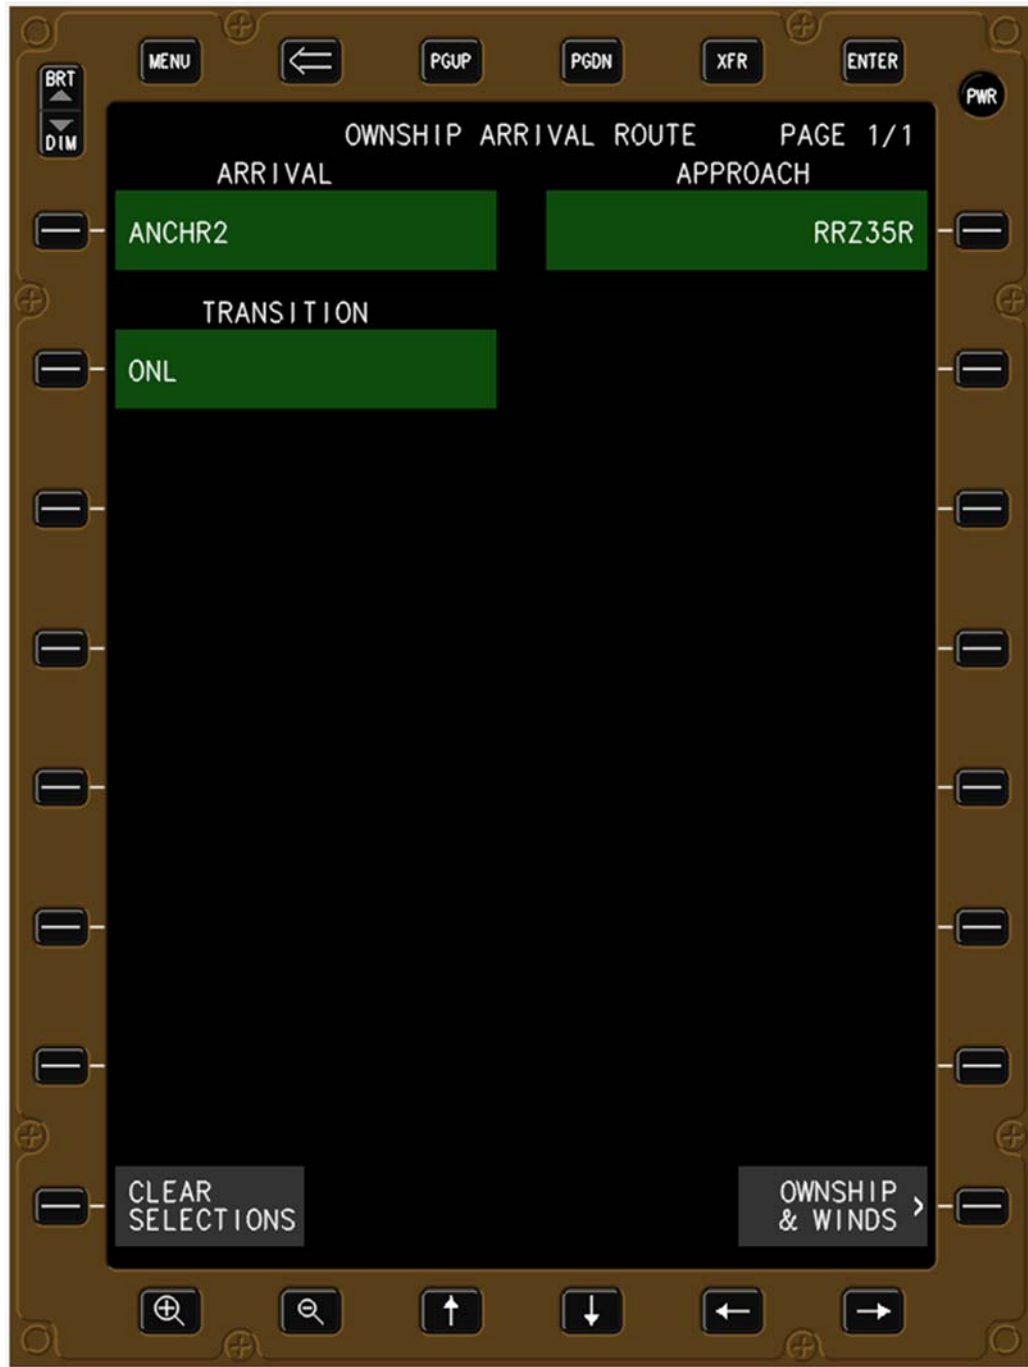 MENU
PGUP
PGDN
XFR
ENTER
BRT
DIM
PWR
OWNSHIP ARRIVAL ROUTE PAGE 1/1
ARRIVAL APPROACH
ANCHR2 RRZ35R
TRANSITION
ONL
CLEAR
SELECTIONS
OWNSHIP
& WINDS >